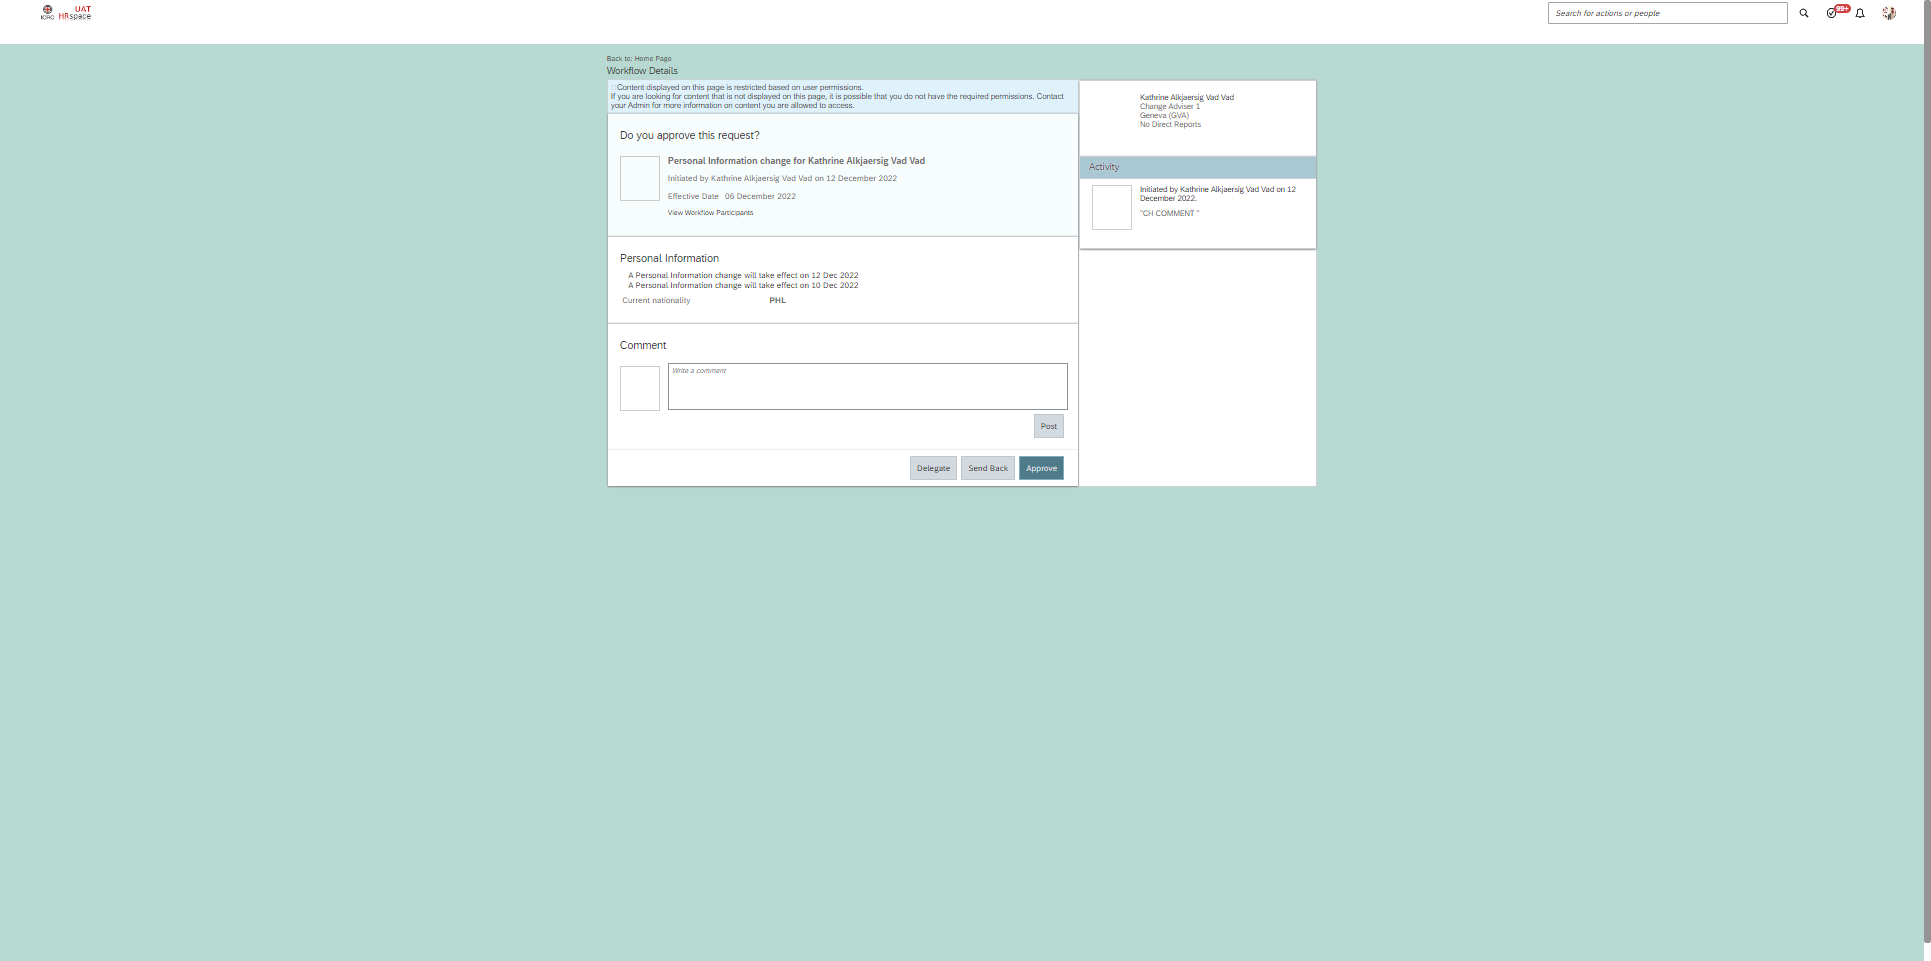 ICRC
UAT
HRspace
Search for actions or people
99+
Back to: Home Page
Workflow Details
Content displayed on this page is restricted based on user permissions.
If you are looking for content that is not displayed on this page, it is possible that you do not have the required permissions. Contact
your Admin for more information on content you are allowed to access.
Do you approve this request?
Personal Information change for Kathrine Alkjaersig Vad Vad
Initiated by Kathrine Alkjaersig Vad Vad on 12 December 2022
Effective Date 06 December 2022
View Workflow Participants
Personal Information
A Personal Information change will take effect on 12 Dec 2022
A Personal Information change will take effect on 10 Dec 2022
Current nationality PHL
Comment
Write a comment
Post
Delegate Send Back Approve
Kathrine Alkjaersig Vad Vad
Change Adviser 1
Geneva (GVA)
No Direct Reports
Activity
Initiated by Kathrine Alkjaersig Vad Vad on 12
December 2022.
"CH COMMENT "